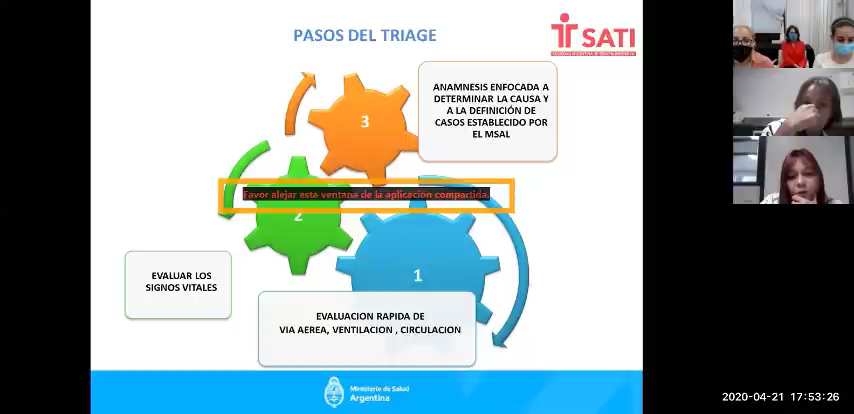 PASOS DEL TRIAGE
SATI
ANAMNESIS ENFOCADA A
DETERMINAR LA CAUSA Y
A LA DEFINICIÓN DE
CASOS ESTABLECIDO POR
EL MSAL
3
Favor alejar esta ventana de la aplicación compartida.
2
1
EVALUAR LOS
SIGNOS VITALES
EVALUACION RAPIDA DE
VIA AEREA, VENTILACION , CIRCULACION
Ministerio de Salud
Argentina
2020-04-21 17:53:26